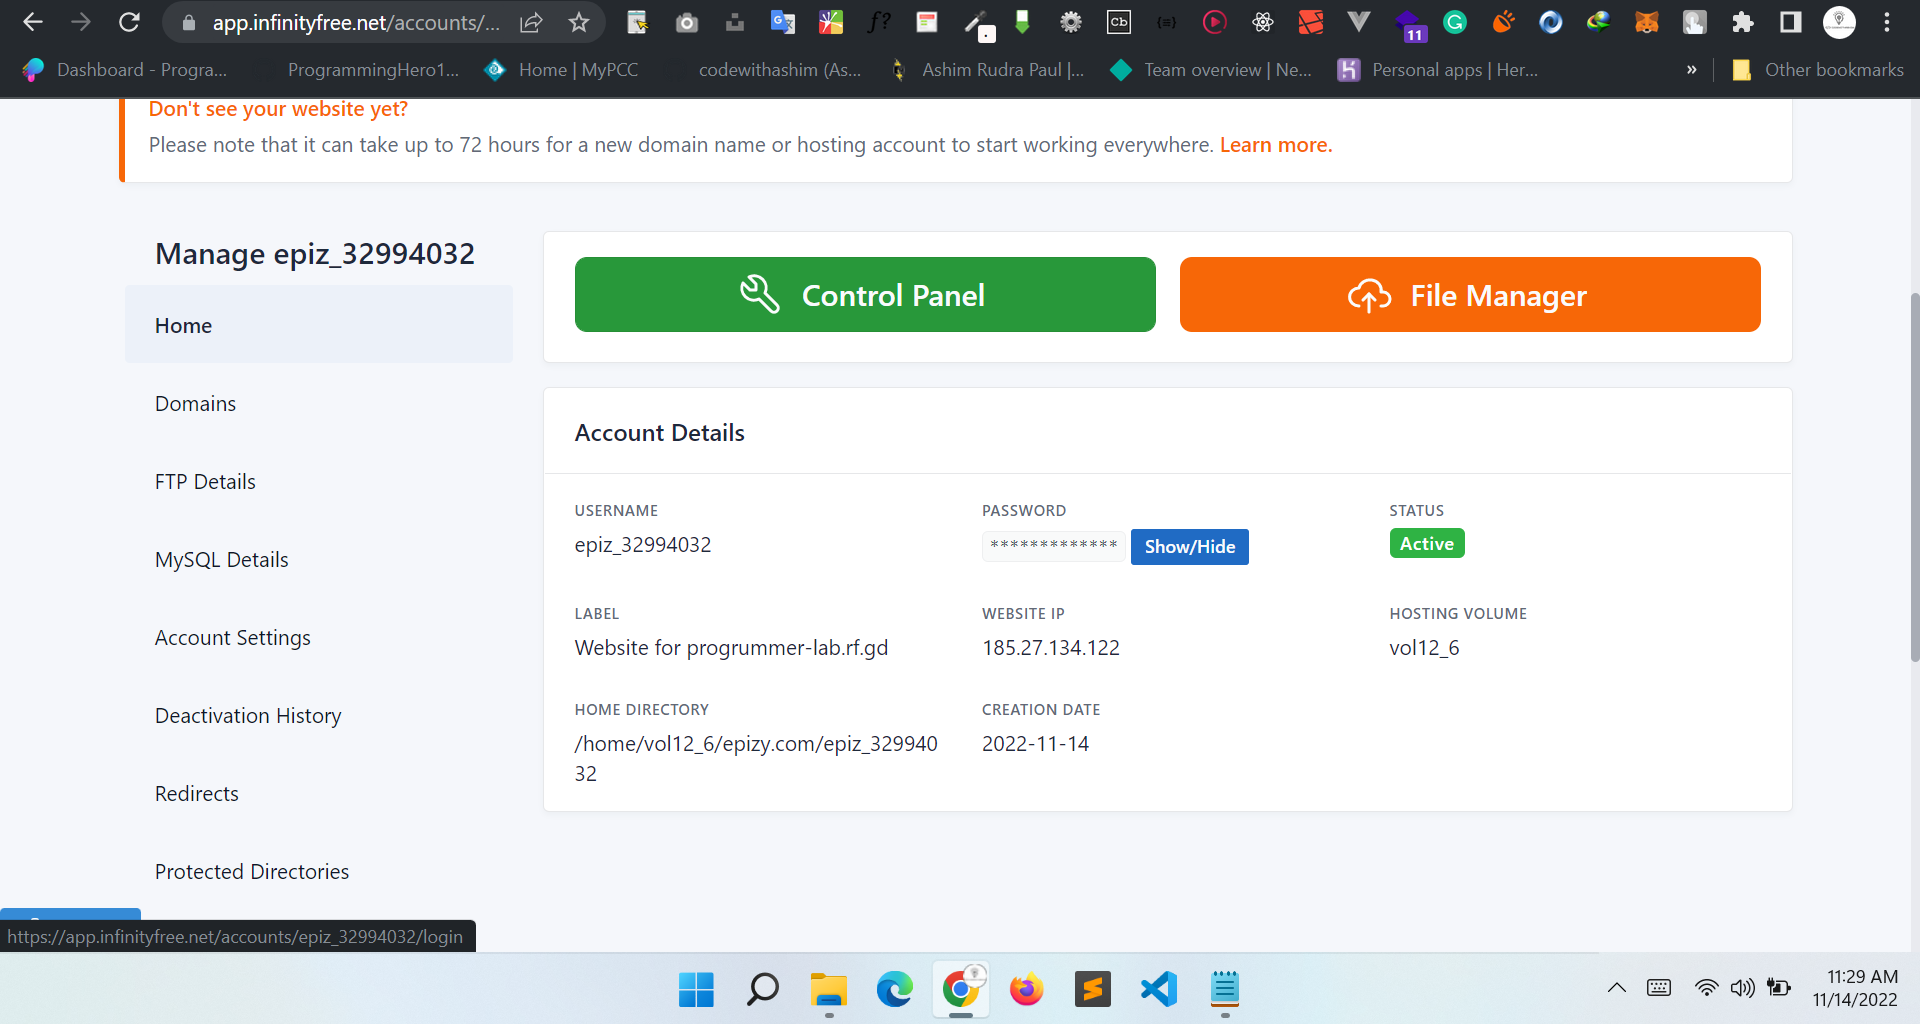 app.infinityfree.net/accounts/...
11
Dashboard - Progra...
ProgrammingHero1...
Home | MyPCC
codewithashim (As...
Ashim Rudra Paul |...
Team overview | Ne...
Personal apps | Her...
»
Other bookmarks
Don't see your website yet?
Please note that it can take up to 72 hours for a new domain name or hosting account to start working everywhere. Learn more.
Manage epiz_32994032
Home
Domains
FTP Details
MySQL Details
Account Settings
Deactivation History
Redirects
Protected Directories
Control Panel
File Manager
Account Details
USERNAME
epiz_32994032
PASSWORD
*************
Show/Hide
STATUS
Active
LABEL
Website for progrummer-lab.rf.gd
WEBSITE IP
185.27.134.122
HOSTING VOLUME
vol12_6
HOME DIRECTORY
/home/vol12_6/epizy.com/epiz_329940
32
CREATION DATE
2022-11-14
https://app.infinityfree.net/accounts/epiz_32994032/login
11:29 AM
11/14/2022